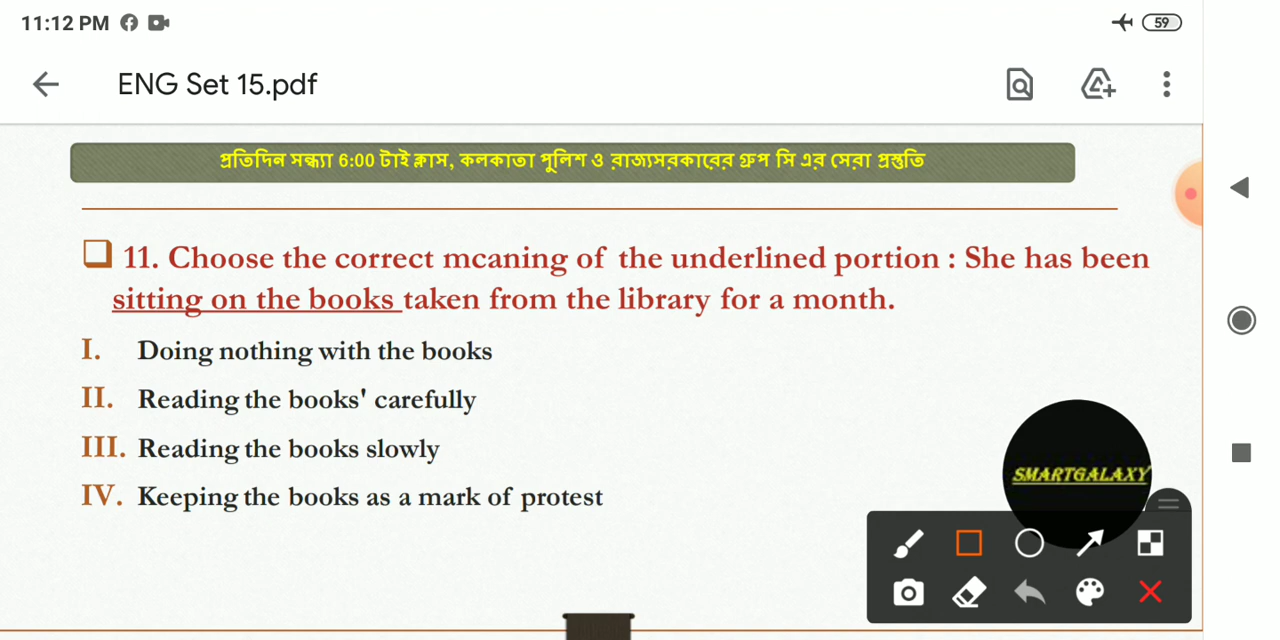 11:12 PM
59
ENG Set 15.pdf
প্রতিদিন সন্ধ্যা 6:00 টাই ক্লাস, কলকাতা পুলিশ ও রাজ্যসরকারের গ্রুপ সি এর সেরা প্রস্তুতি
11. Choose the correct mcaning of the underlined portion : She has been
sitting on the books taken from the library for a month.
I. Doing nothing with the books
II. Reading the books' carefully
III. Reading the books slowly
IV. Keeping the books as a mark of protest
SMARTGALAXY